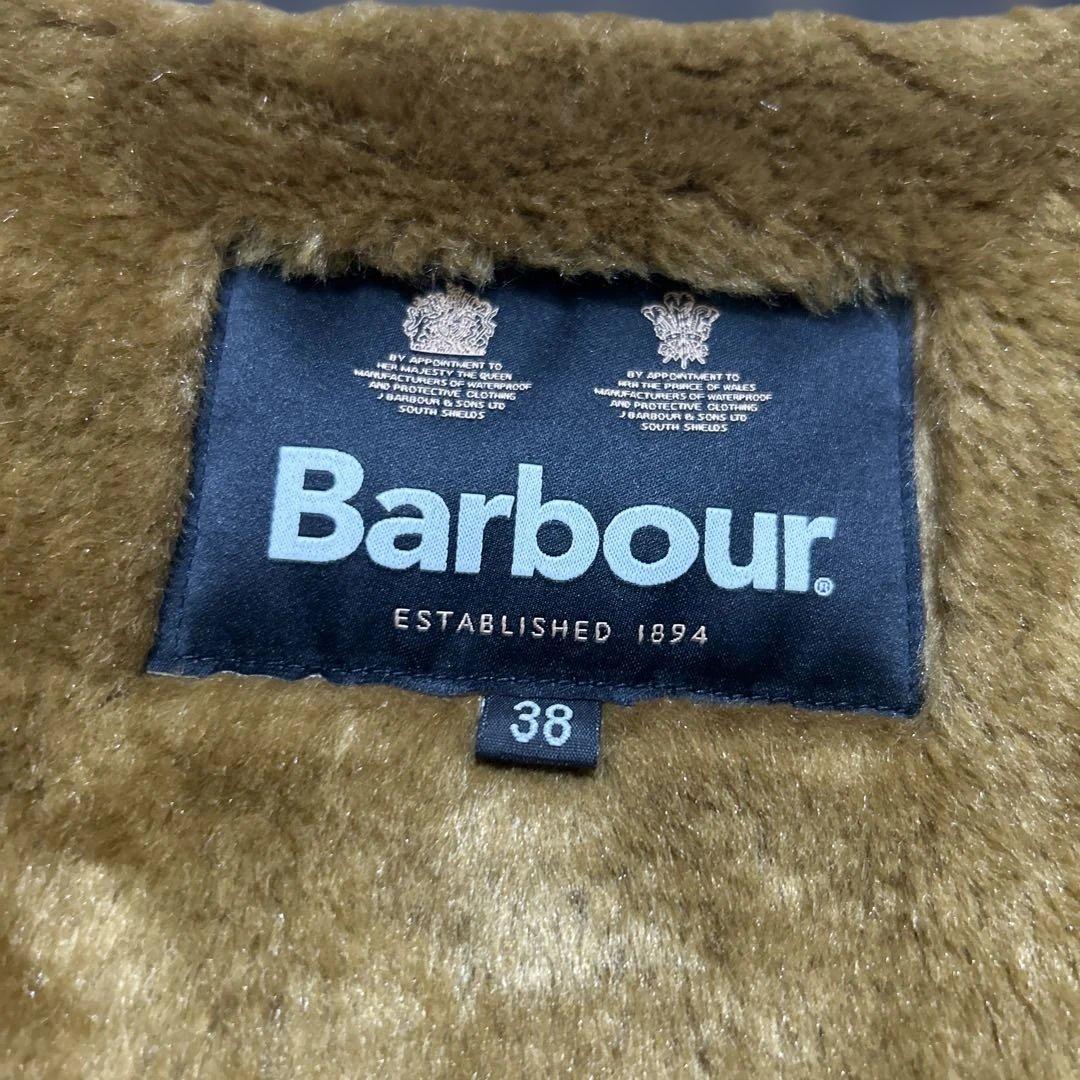 BY APPOINTMENT TO
HER MAJESTY THE QUEEN
MANUFACTURERS OF WATERPROOF
AND PROTECTIVE CLOTHING
J BARBOUR & SONS LTD
SOUTH SHIELDS
BY APPOINTMENT TO
HRH THE PRINCE OF WALES
MANUFACTURERS OF WATERPROOF
AND PROTECTIVE CLOTHING
J BARBOUR & SONS LTD
SOUTH SHIELDS
Barbour®
ESTABLISHED 1894
38